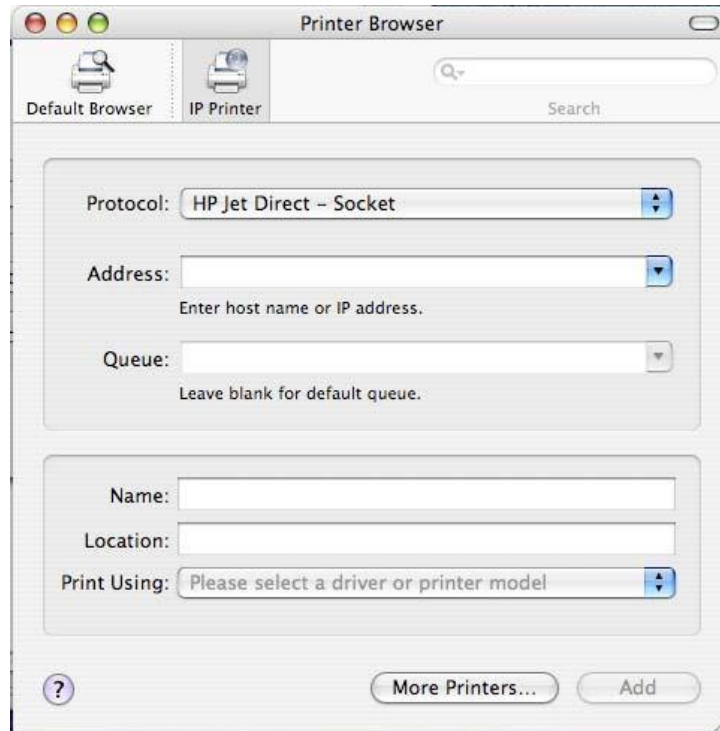 Printer Browser
Default Browser
IP Printer
Search
Protocol: HP Jet Direct – Socket
Address:
Enter host name or IP address.
Queue:
Leave blank for default queue.
Name:
Location:
Print Using: Please select a driver or printer model
? More Printers... Add